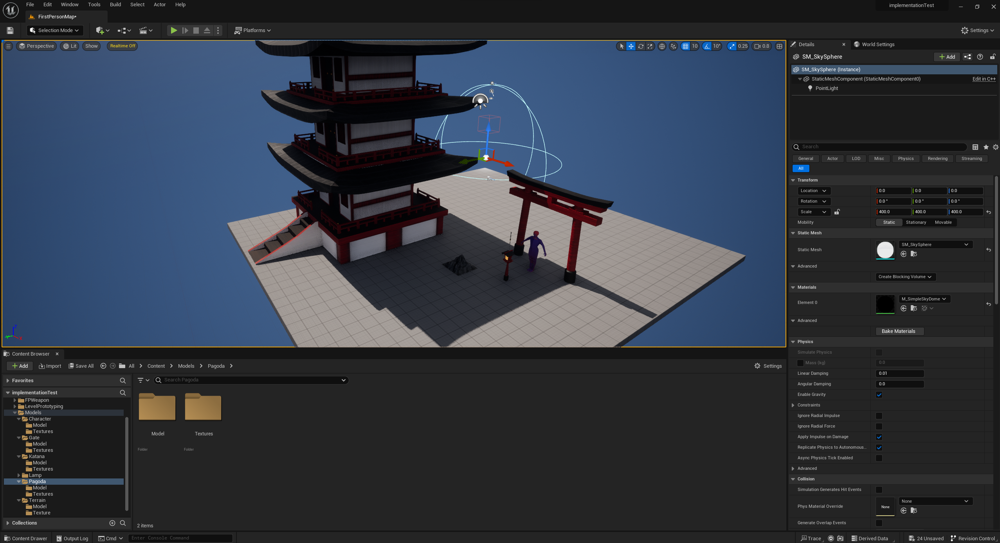 File Edit Window Tools Build Select Actor Help
implementationTest
FirstPersonMap*
Selection Mode
Platforms
Settings
Perspective Lit Show Realtime Off
10 10° 0.25 0.8
Details World Settings
SM_SkySphere
Add
SM_SkySphere (Instance)
StaticMeshComponent (StaticMeshComponent0) Edit in C++
PointLight
Search
General Actor LOD Misc Physics Rendering Streaming
All
Transform
Location 0.0 0.0 0.0
Rotation 0.0 ° 0.0 ° 0.0 °
Scale 400.0 400.0 400.0
Mobility Static Stationary Movable
Static Mesh
Static Mesh SM_SkySphere
Advanced
Create Blocking Volume
Materials
Element 0 M_SimpleSkyDome
Advanced
Bake Materials
Physics
Simulate Physics
Mass (kg) 0.0
Linear Damping 0.01
Angular Damping 0.0
Enable Gravity
Constraints
Ignore Radial Impulse
Ignore Radial Force
Apply Impulse on Damage
Replicate Physics to Autonomous...
Async Physics Tick Enabled
Advanced
Collision
Simulation Generates Hit Events
Phys Material Override None None
Generate Overlap Events
Z
Y X
Content Browser
Add Import Save All All Content Models Pagoda Settings
Favorites
Search Pagoda
implementationTest
FPWeapon
LevelPrototyping
Models
Character
Model
Textures
Gate
Model
Textures
Katana
Model
Textures
Lamp
Pagoda
Model
Textures
Terrain
Model
Texture
Collections
Model Textures
Folder Folder
2 items
Content Drawer Output Log Cmd Enter Console Command
Trace Derived Data 24 Unsaved Revision Control